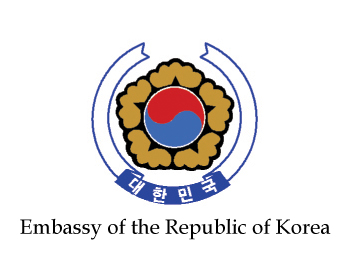 대한민국
Embassy of the Republic of Korea